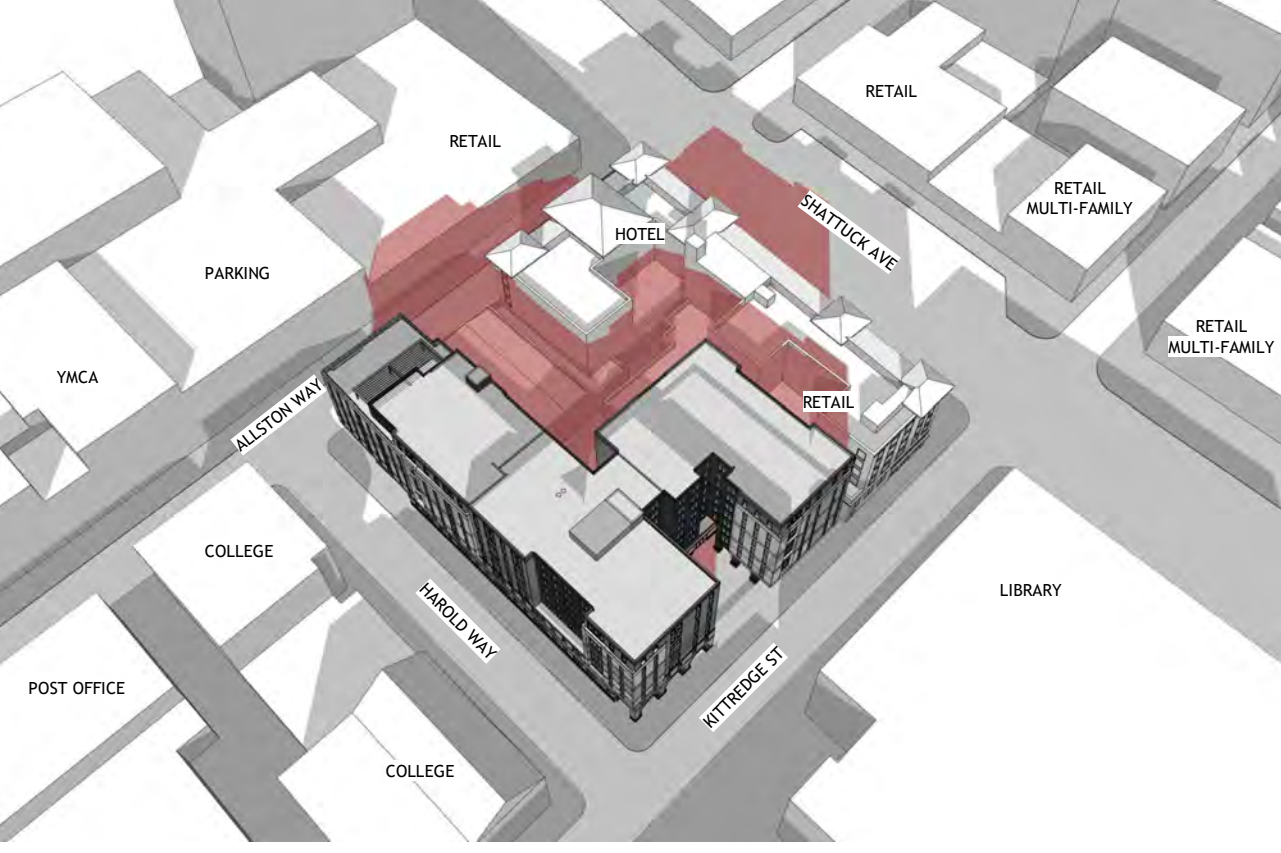 RETAIL
RETAIL
RETAIL
MULTI-FAMILY
SHATTUCK AVE
HOTEL
PARKING
RETAIL
MULTI-FAMILY
YMCA
ALLSTON WAY
RETAIL
COLLEGE
LIBRARY
HAROLD WAY
POST OFFICE
KITTREDGE ST
COLLEGE